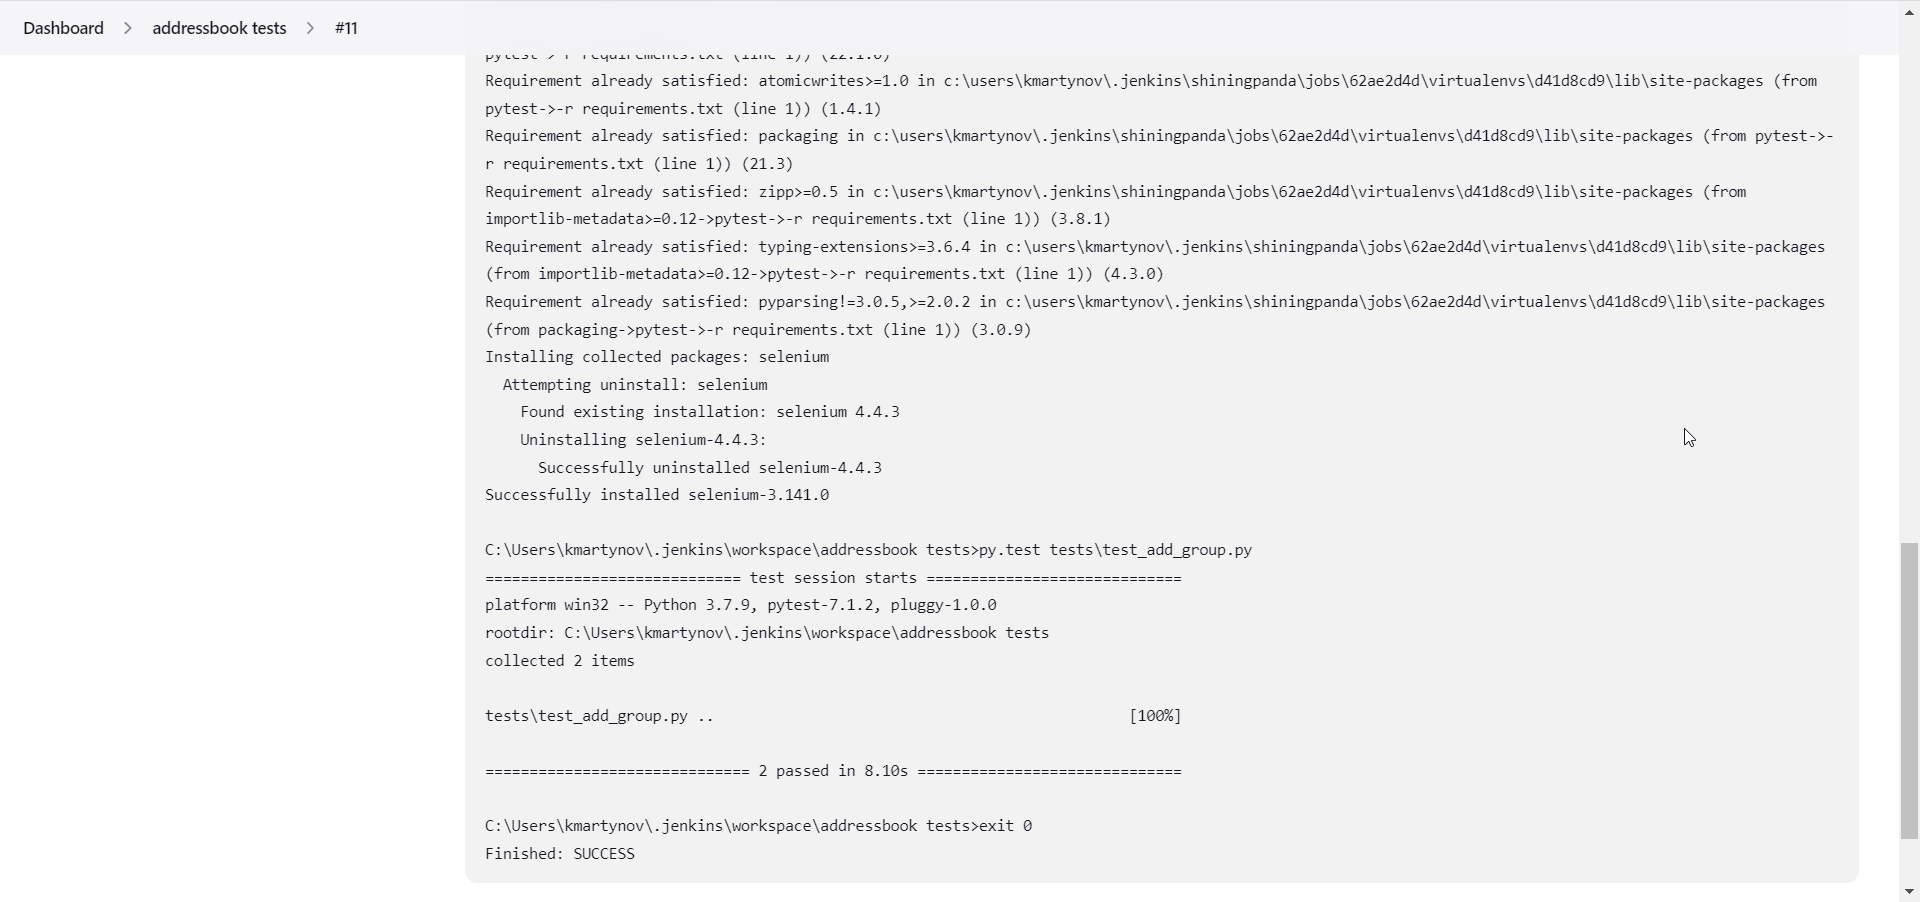 Dashboard > addressbook tests > #11
pytest->-r requirements.txt (line 1)) (22.1.0)
Requirement already satisfied: atomicwrites>=1.0 in c:\users\kmartynov\.jenkins\shiningpanda\jobs\62ae2d4d\virtualenvs\d41d8cd9\lib\site-packages (from
pytest->-r requirements.txt (line 1)) (1.4.1)
Requirement already satisfied: packaging in c:\users\kmartynov\.jenkins\shiningpanda\jobs\62ae2d4d\virtualenvs\d41d8cd9\lib\site-packages (from pytest->-
r requirements.txt (line 1)) (21.3)
Requirement already satisfied: zipp>=0.5 in c:\users\kmartynov\.jenkins\shiningpanda\jobs\62ae2d4d\virtualenvs\d41d8cd9\lib\site-packages (from
importlib-metadata>=0.12->pytest->-r requirements.txt (line 1)) (3.8.1)
Requirement already satisfied: typing-extensions>=3.6.4 in c:\users\kmartynov\.jenkins\shiningpanda\jobs\62ae2d4d\virtualenvs\d41d8cd9\lib\site-packages
(from importlib-metadata>=0.12->pytest->-r requirements.txt (line 1)) (4.3.0)
Requirement already satisfied: pyparsing!=3.0.5,>=2.0.2 in c:\users\kmartynov\.jenkins\shiningpanda\jobs\62ae2d4d\virtualenvs\d41d8cd9\lib\site-packages
(from packaging->pytest->-r requirements.txt (line 1)) (3.0.9)
Installing collected packages: selenium
  Attempting uninstall: selenium
    Found existing installation: selenium 4.4.3
    Uninstalling selenium-4.4.3:
      Successfully uninstalled selenium-4.4.3
Successfully installed selenium-3.141.0
C:\Users\kmartynov\.jenkins\workspace\addressbook tests>py.test tests\test_add_group.py
============================= test session starts =============================
platform win32 -- Python 3.7.9, pytest-7.1.2, pluggy-1.0.0
rootdir: C:\Users\kmartynov\.jenkins\workspace\addressbook tests
collected 2 items
tests\test_add_group.py ..                                               [100%]
============================== 2 passed in 8.10s ==============================
C:\Users\kmartynov\.jenkins\workspace\addressbook tests>exit 0
Finished: SUCCESS